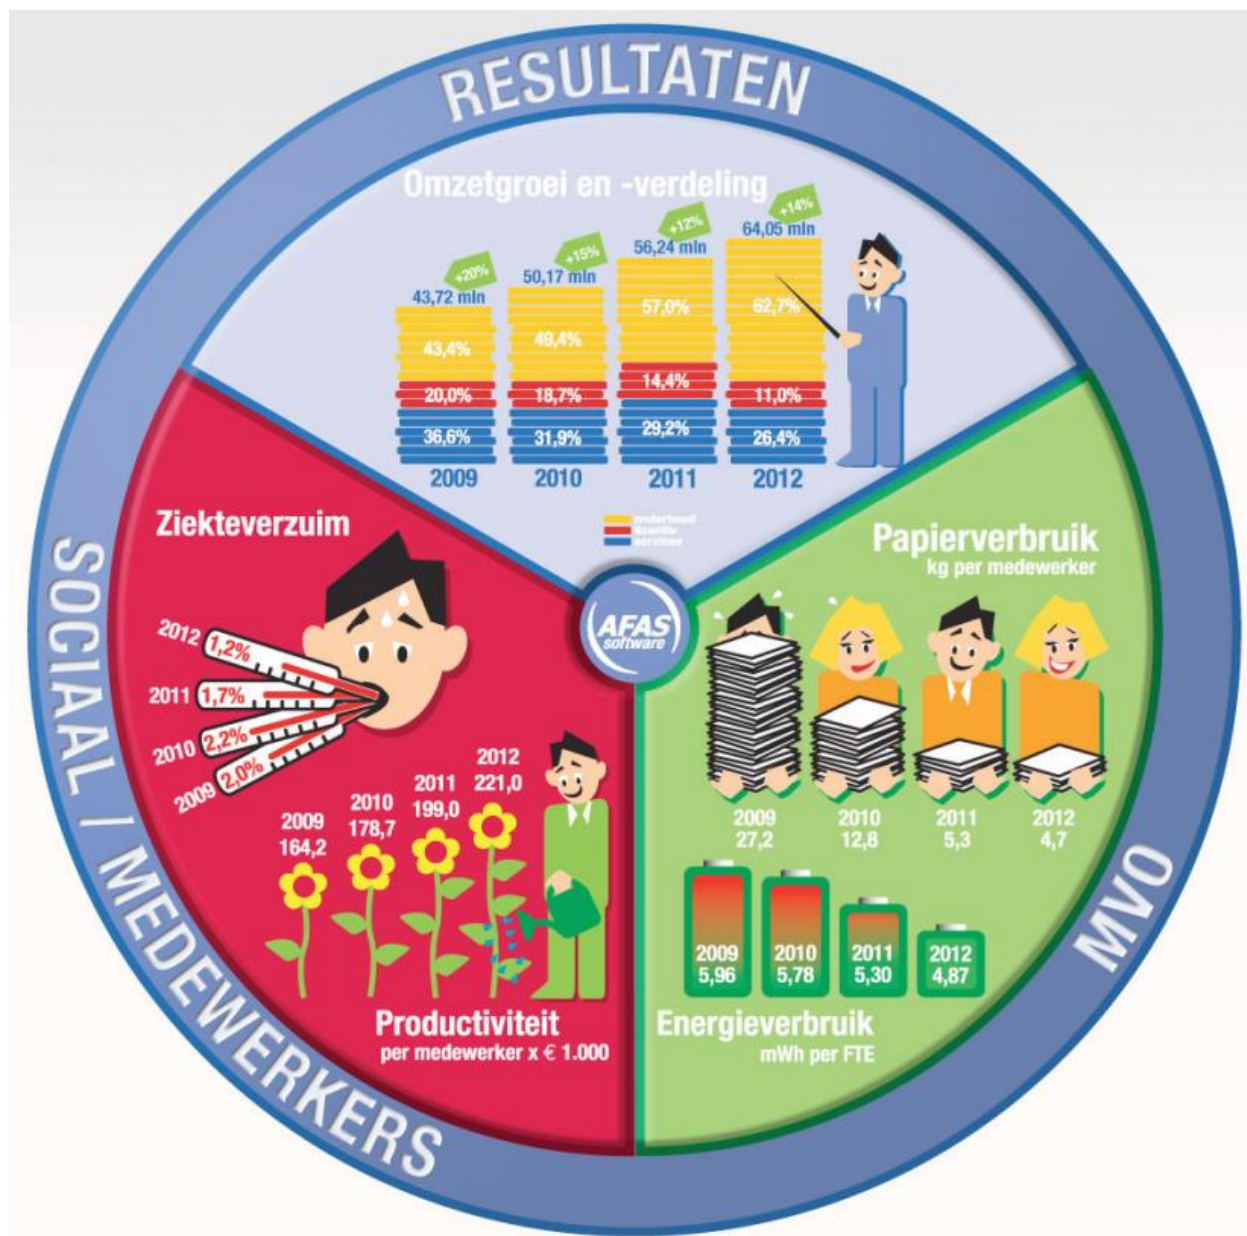 RESULTATEN
Omzetgroei en -verdeling
+20%
+15%
+12%
+14%
43,72 mln
50,17 mln
56,24 mln
64,05 mln
43,4%
49,4%
57,0%
62,7%
20,0%
18,7%
14,4%
11,0%
36,6%
31,9%
29,2%
26,4%
2009
2010
2011
2012
onderhoud
licentie
services
AFAS
software
SOCIAAL / MEDEWERKERS
Ziekteverzuim
2012 1,2%
2011 1,7%
2010 2,2%
2009 2,0%
2009
164,2
2010
178,7
2011
199,0
2012
221,0
Productiviteit
per medewerker x € 1.000
MVO
Papierverbruik
kg per medewerker
2009
27,2
2010
12,8
2011
5,3
2012
4,7
2009
5,96
2010
5,78
2011
5,30
2012
4,87
Energieverbruik
mWh per FTE